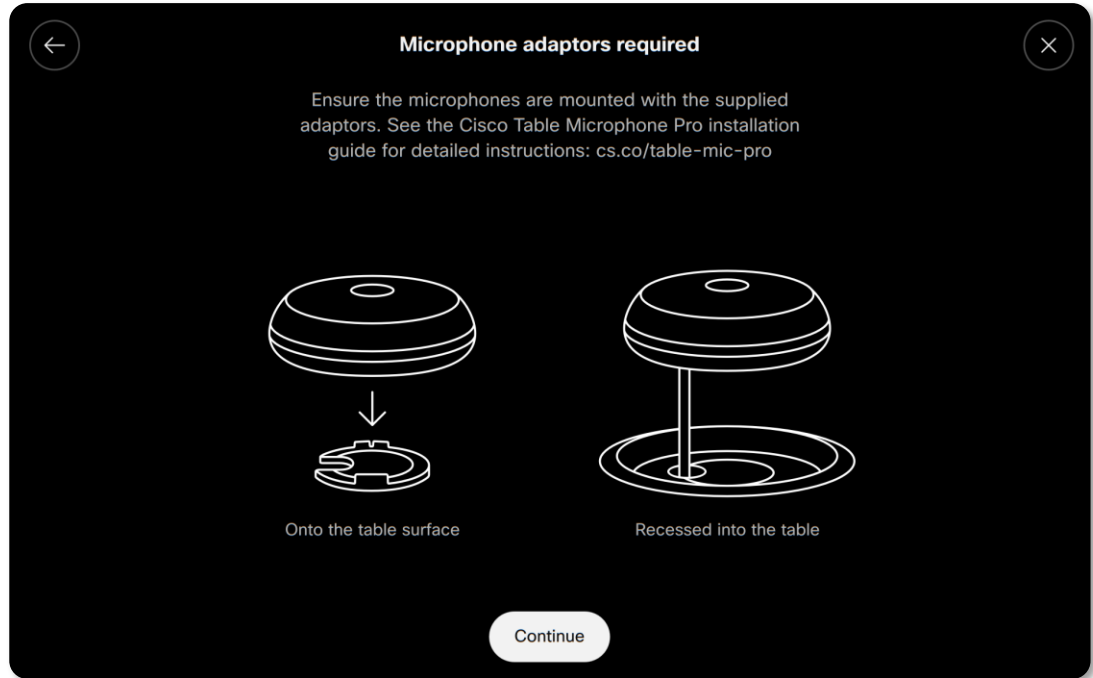 Microphone adaptors required
Ensure the microphones are mounted with the supplied
adaptors. See the Cisco Table Microphone Pro installation
guide for detailed instructions: cs.co/table-mic-pro
Onto the table surface
Recessed into the table
Continue